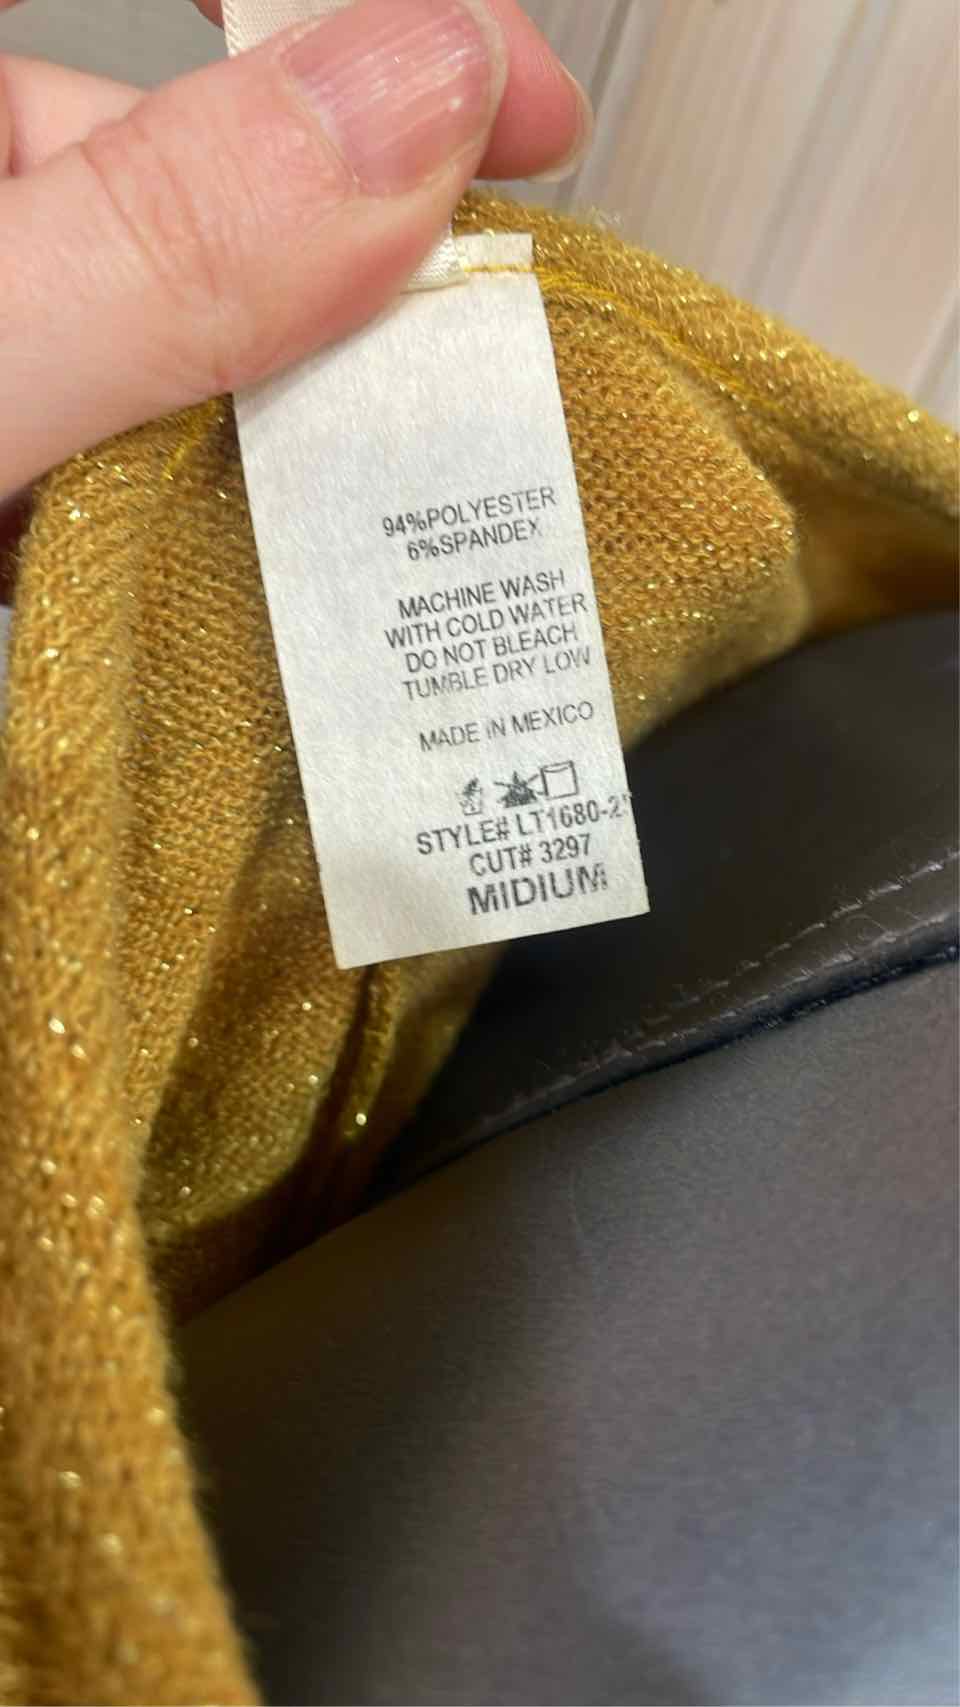 94%POLYESTER
6%SPANDEX
MACHINE WASH
WITH COLD WATER
DO NOT BLEACH
TUMBLE DRY LOW
MADE IN MEXICO
STYLE# LT1680-2
CUT# 3297
MIDIUM